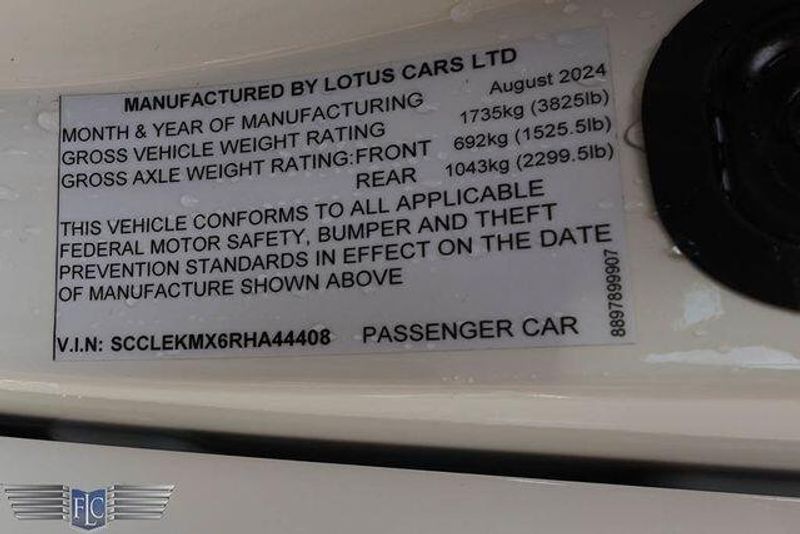 MANUFACTURED BY LOTUS CARS LTD
MONTH & YEAR OF MANUFACTURING August 2024
GROSS VEHICLE WEIGHT RATING 1735kg (3825lb)
GROSS AXLE WEIGHT RATING: FRONT 692kg (1525.5lb)
REAR 1043kg (2299.5lb)
THIS VEHICLE CONFORMS TO ALL APPLICABLE
FEDERAL MOTOR SAFETY, BUMPER AND THEFT
PREVENTION STANDARDS IN EFFECT ON THE DATE
OF MANUFACTURE SHOWN ABOVE
V.I.N: SCCLEKMX6RHA44408 PASSENGER CAR
8897899907
FLC